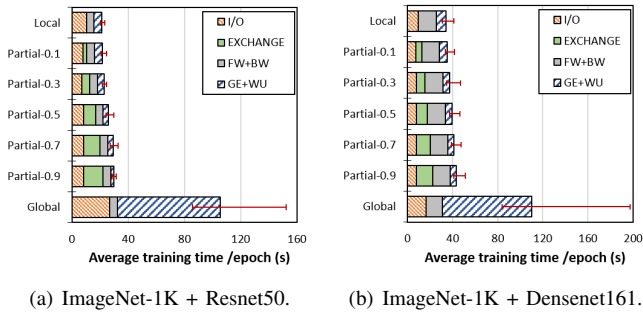 Local
Partial-0.1
Partial-0.3
Partial-0.5
Partial-0.7
Partial-0.9
Global
I/O
EXCHANGE
FW+BW
GE+WU
0 40 80 120 160
Average training time /epoch (s)
(a) ImageNet-1K + Resnet50.
Local
Partial-0.1
Partial-0.3
Partial-0.5
Partial-0.7
Partial-0.9
Global
I/O
EXCHANGE
FW+BW
GE+WU
0 40 80 120 160 200
Average training time /epoch (s)
(b) ImageNet-1K + Densenet161.